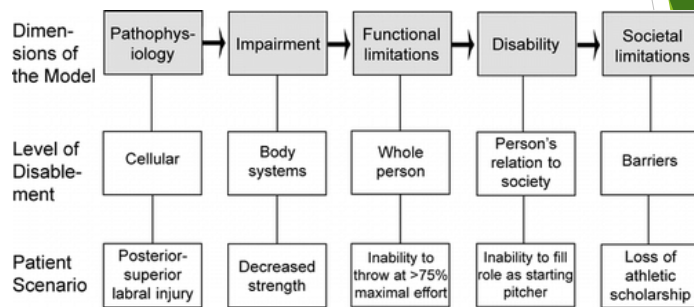 Dimen-
sions of
the Model
Pathophys-
iology
Impairment
Functional
limitations
Disability
Societal
limitations
Level of
Disable-
ment
Cellular
Body
systems
Whole
person
Person's
relation to
society
Barriers
Patient
Scenario
Posterior-
superior
labral injury
Decreased
strength
Inability to
throw at >75%
maximal effort
Inability to fill
role as starting
pitcher
Loss of
athletic
scholarship